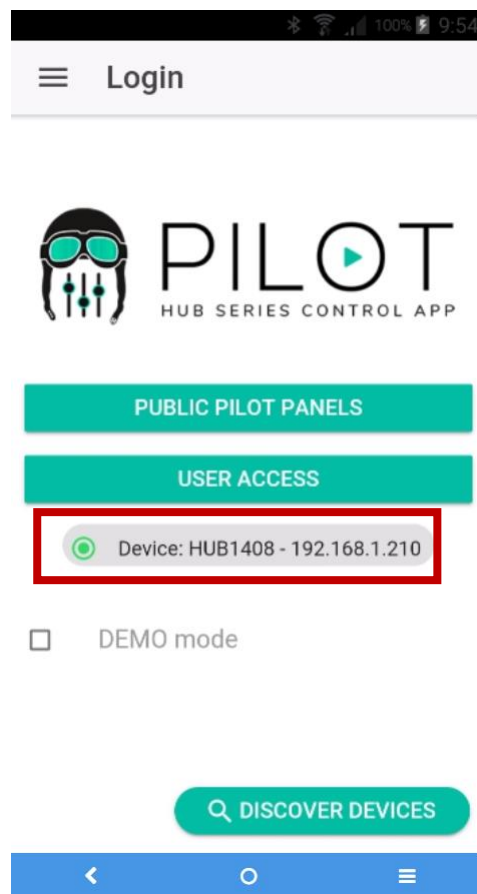 100% 9:54
Login
PILOT
HUB SERIES CONTROL APP
PUBLIC PILOT PANELS
USER ACCESS
Device: HUB1408 - 192.168.1.210
DEMO mode
DISCOVER DEVICES